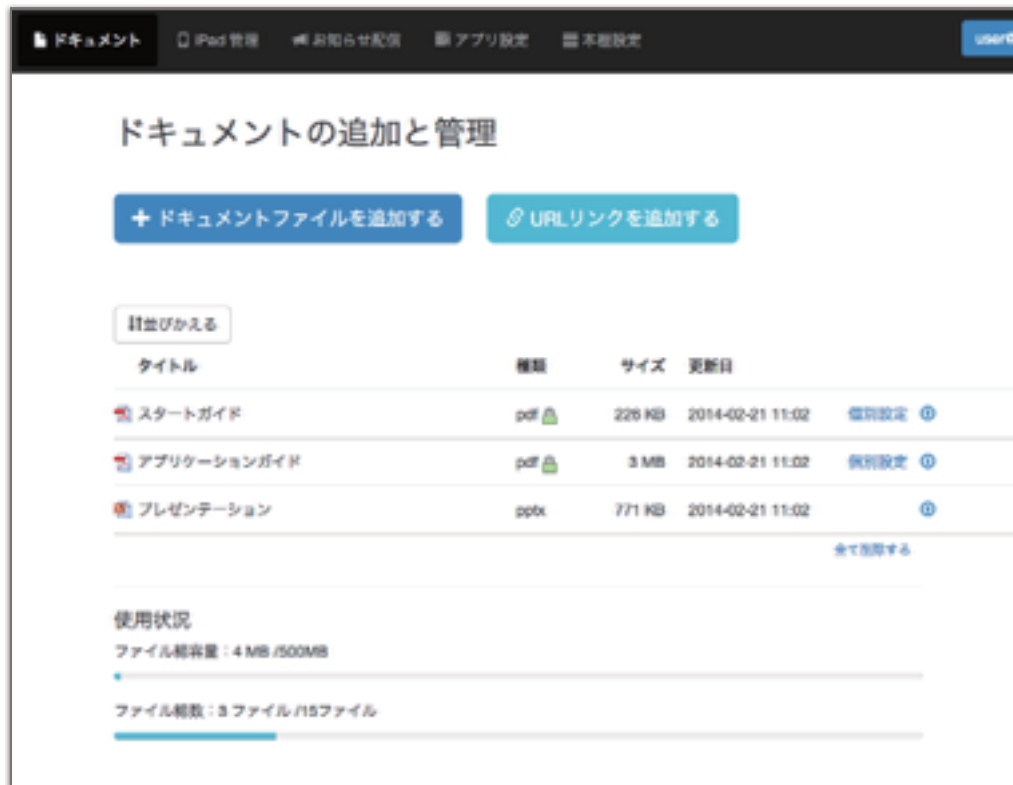 ドキュメント iPad 管理 お知らせ配信 アプリ設定 本棚設定 user
ドキュメントの追加と管理
ドキュメントファイルを追加する URLリンクを追加する
並びかえる
タイトル 種類 サイズ 更新日
スタートガイド pdf 226 KB 2014-02-21 11:02 個別設定
アプリケーションガイド pdf 3 MB 2014-02-21 11:02 個別設定
プレゼンテーション pptx 771 KB 2014-02-21 11:02
全て削除する
使用状況
ファイル総容量：4 MB /500MB
ファイル総数：3 ファイル /15ファイル